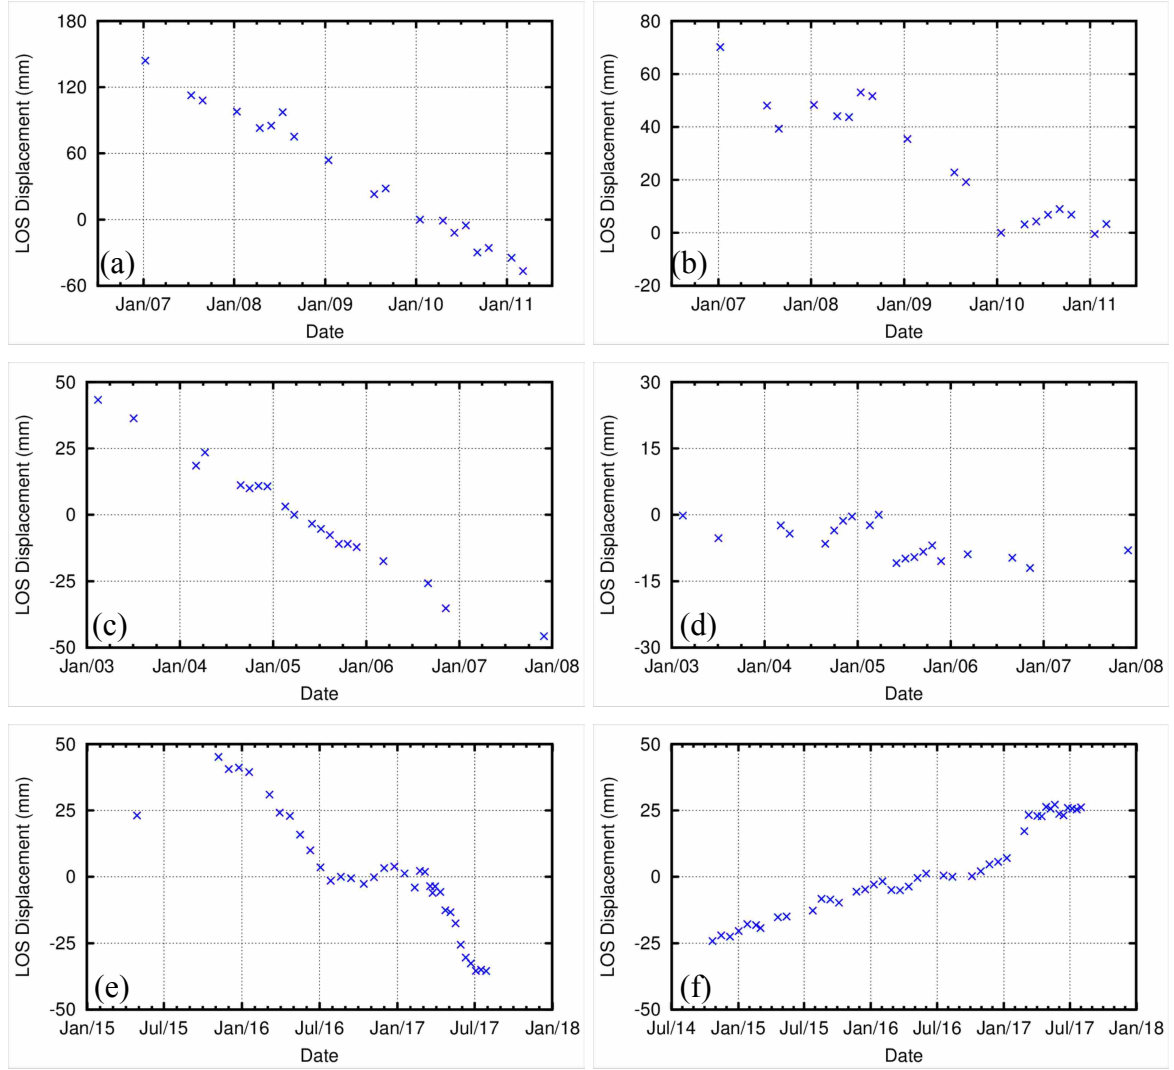 180
120
60
0
-60
LOS Displacement (mm)
(a)
Jan/07 Jan/08 Jan/09 Jan/10 Jan/11
Date
80
60
40
20
0
-20
LOS Displacement (mm)
(b)
Jan/07 Jan/08 Jan/09 Jan/10 Jan/11
Date
50
25
0
-25
-50
LOS Displacement (mm)
(c)
Jan/03 Jan/04 Jan/05 Jan/06 Jan/07 Jan/08
Date
30
15
0
-15
-30
LOS Displacement (mm)
(d)
Jan/03 Jan/04 Jan/05 Jan/06 Jan/07 Jan/08
Date
50
25
0
-25
-50
LOS Displacement (mm)
(e)
Jan/15 Jul/15 Jan/16 Jul/16 Jan/17 Jul/17 Jan/18
Date
50
25
0
-25
-50
LOS Displacement (mm)
(f)
Jul/14 Jan/15 Jul/15 Jan/16 Jul/16 Jan/17 Jul/17 Jan/18
Date